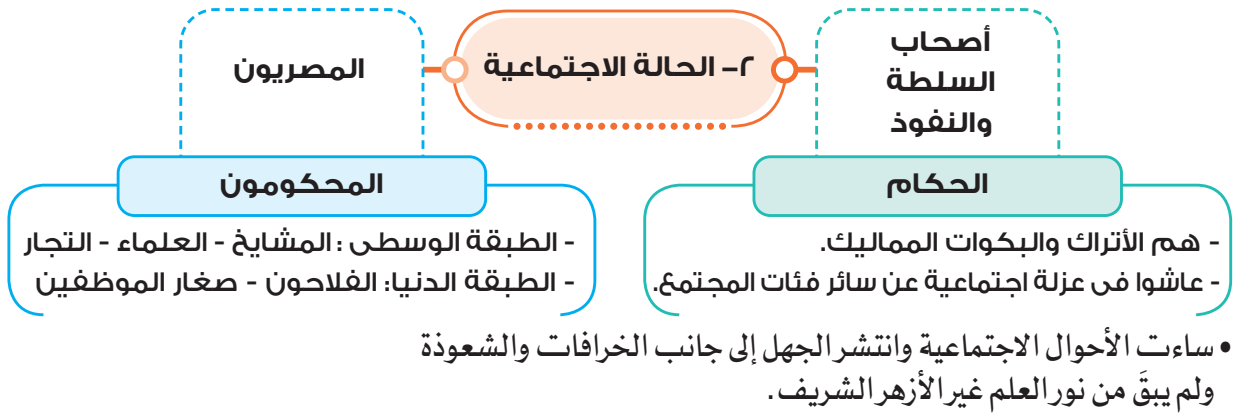 ٢- الحالة الاجتماعية
أصحاب
السلطة
والنفوذ
الحكام
- هم الأتراك والبكوات المماليك.
- عاشوا فى عزلة اجتماعية عن سائر فئات المجتمع.
المصريون
المحكومون
- الطبقة الوسطى : المشايخ - العلماء - التجار
- الطبقة الدنيا: الفلاحون - صغار الموظفين
• ساءت الأحوال الاجتماعية وانتشر الجهل إلى جانب الخرافات والشعوذة
ولم يبقَ من نور العلم غير الأزهر الشريف.